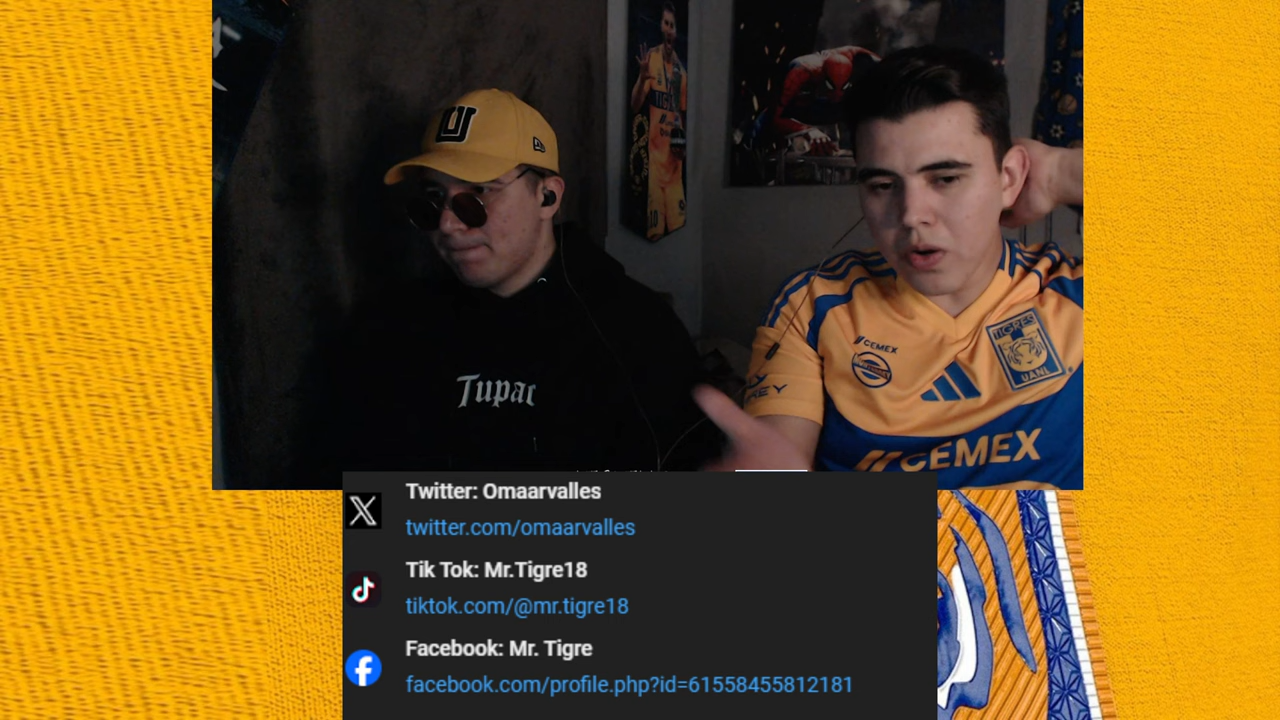 U
TIGRES
Tupac
CEMEX
TIGRES
UANL
CEMEX
Twitter: Omaarvalles
twitter.com/omaarvalles
Tik Tok: Mr.Tigre18
tiktok.com/@mr.tigre18
Facebook: Mr. Tigre
facebook.com/profile.php?id=61558455812181